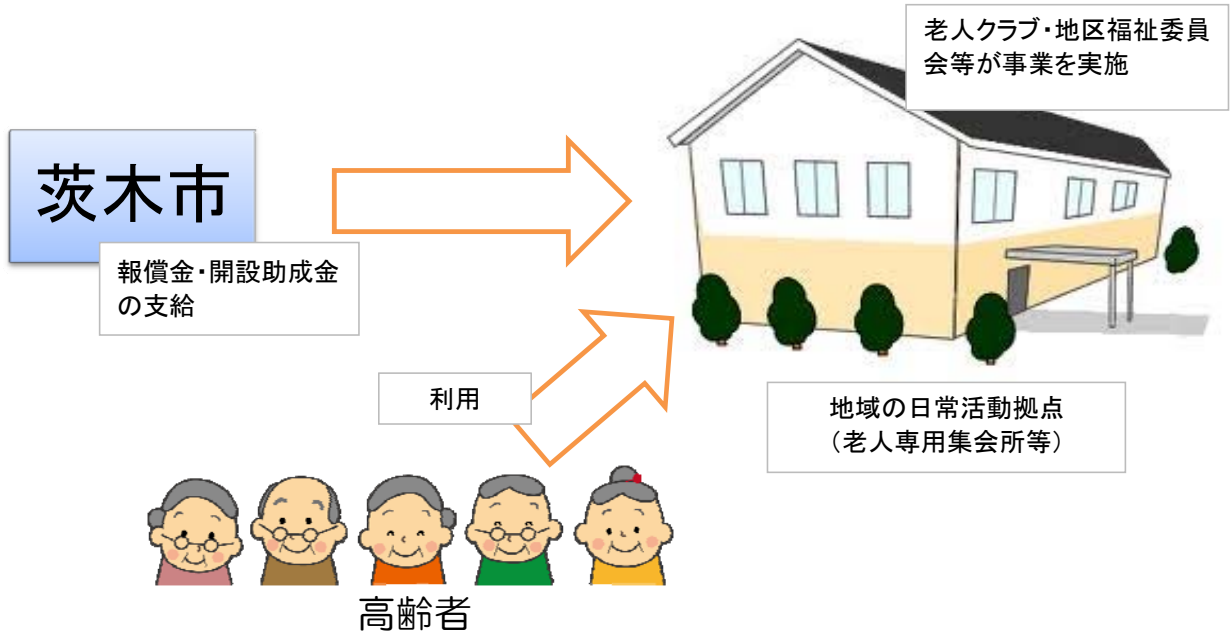 老人クラブ・地区福祉委員
会等が事業を実施
茨木市
報償金・開設助成金
の支給
利用
地域の日常活動拠点
（老人専用集会所等）
高齢者